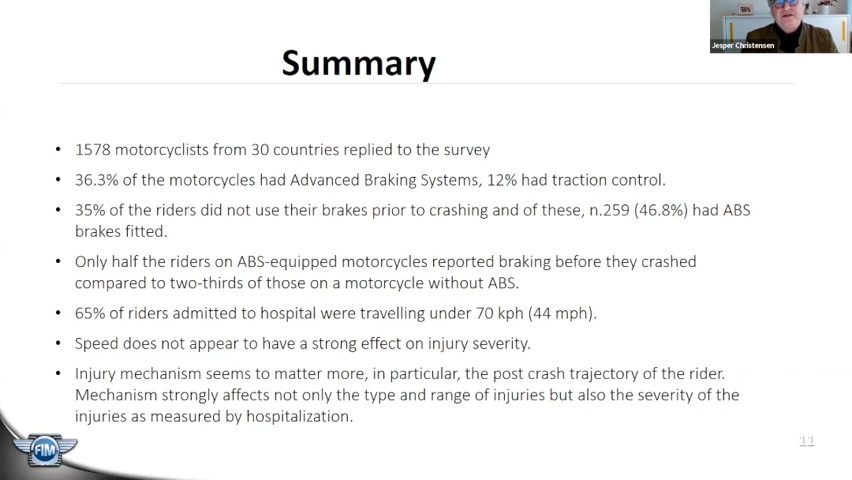 Jesper Christensen
Summary
• 1578 motorcyclists from 30 countries replied to the survey
• 36.3% of the motorcycles had Advanced Braking Systems, 12% had traction control.
• 35% of the riders did not use their brakes prior to crashing and of these, n.259 (46.8%) had ABS
brakes fitted.
• Only half the riders on ABS-equipped motorcycles reported braking before they crashed
compared to two-thirds of those on a motorcycle without ABS.
• 65% of riders admitted to hospital were travelling under 70 kph (44 mph).
• Speed does not appear to have a strong effect on injury severity.
• Injury mechanism seems to matter more, in particular, the post crash trajectory of the rider.
Mechanism strongly affects not only the type and range of injuries but also the severity of the
injuries as measured by hospitalization.
FIM
11